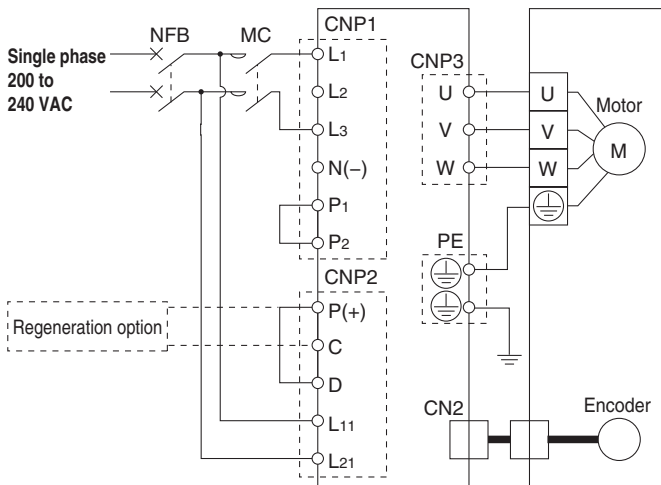 NFB
MC
CNP1
Single phase
200 to
240 VAC
L1
L2
L3
N(−)
P1
P2
CNP3
U
V
W
U
V
W
Motor
M
PE
CNP2
Regeneration option
P(+)
C
D
L11
L21
CN2
Encoder